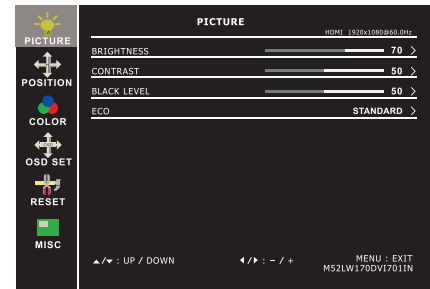 PICTURE
HDMI 1920x1080@60.0Hz
PICTURE
POSITION
COLOR
OSD
OSD SET
RESET
MISC
BRIGHTNESS 70 >
CONTRAST 50 >
BLACK LEVEL 50 >
ECO STANDARD >
▲/▼ : UP / DOWN ◀/▶ : – / + MENU : EXIT
M52LW170DVI701IN